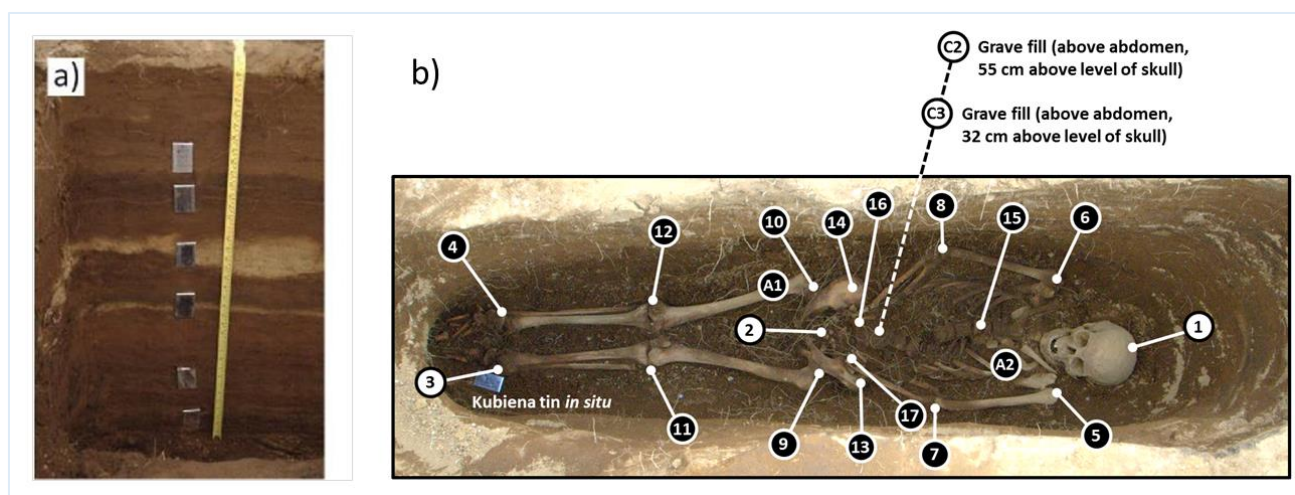 a)
b)
C2 Grave fill (above abdomen,
55 cm above level of skull)
C3 Grave fill (above abdomen,
32 cm above level of skull)
4
12
10
14
16
8
15
6
A1
2
1
3
Kubiena tin in situ
A2
11
9
13
17
7
5